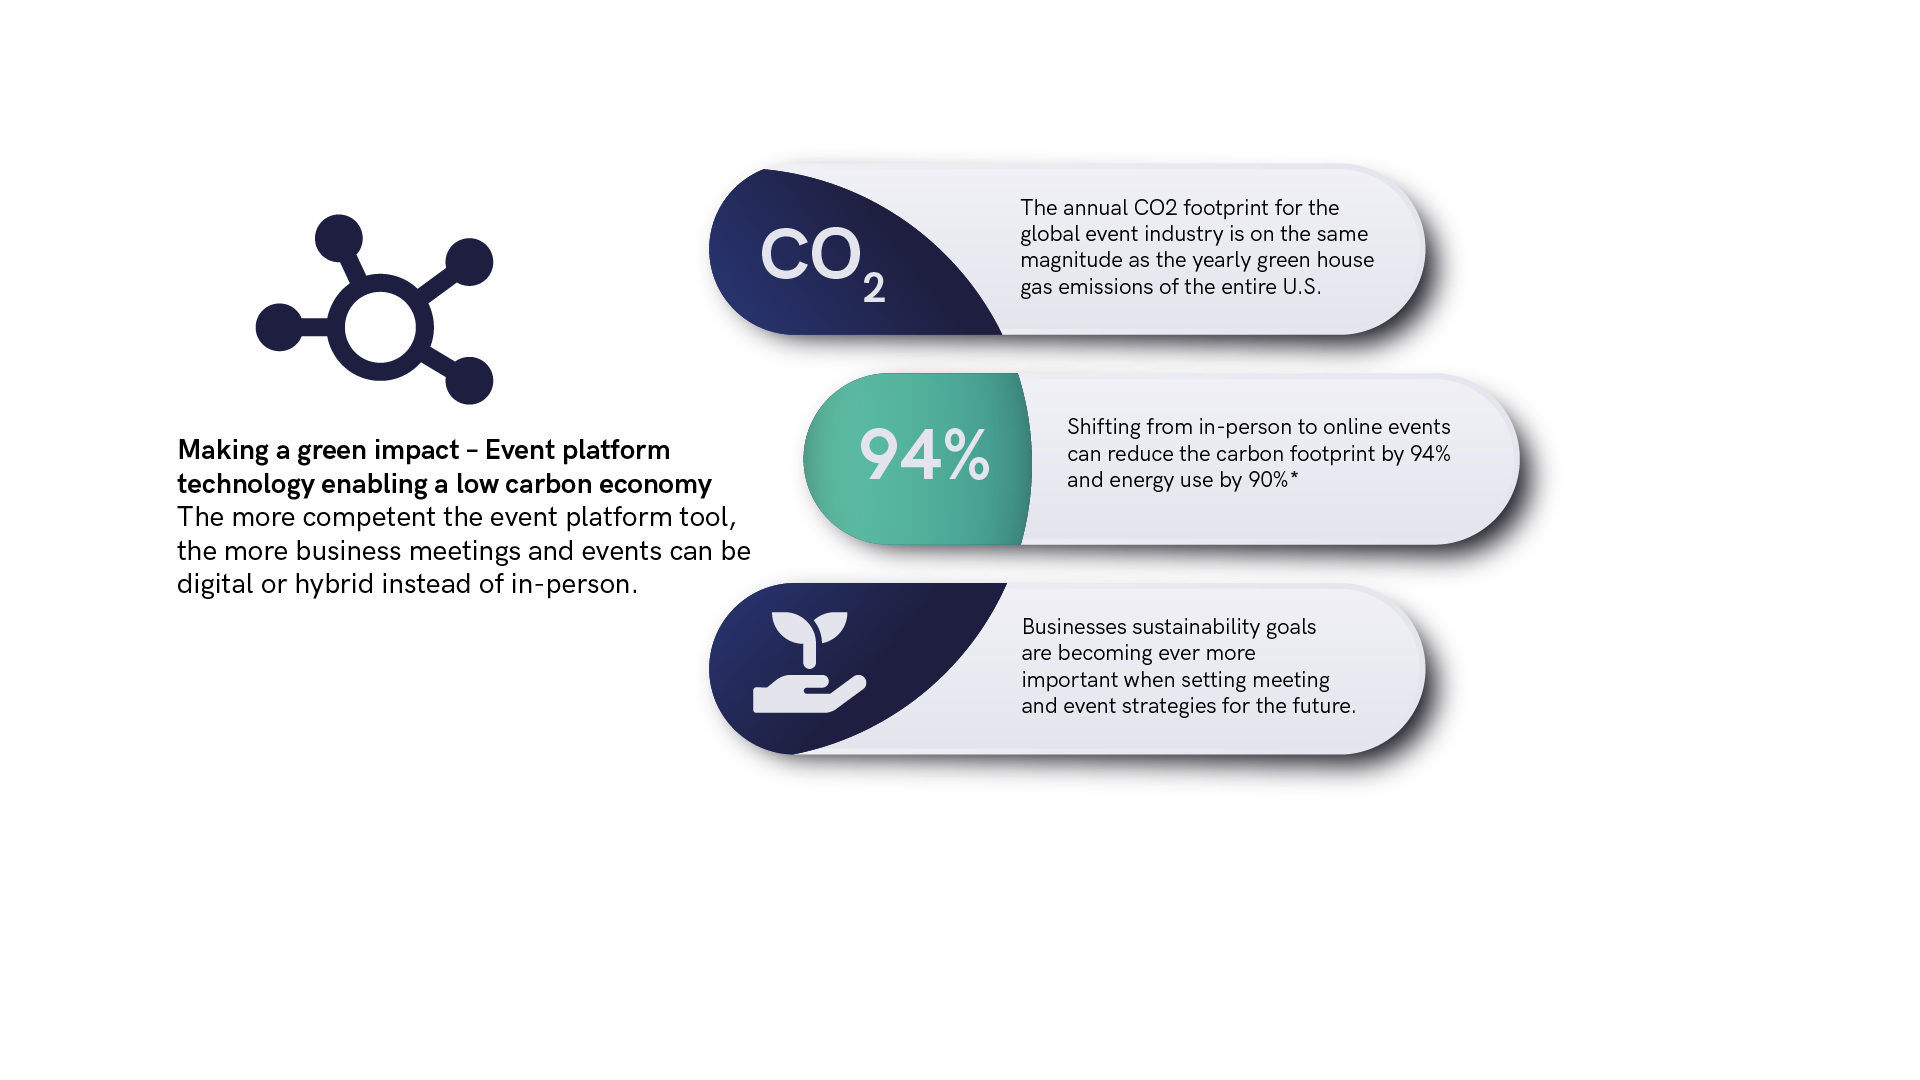 Making a green impact – Event platform
technology enabling a low carbon economy
The more competent the event platform tool,
the more business meetings and events can be
digital or hybrid instead of in-person.
CO2
The annual CO2 footprint for the
global event industry is on the same
magnitude as the yearly green house
gas emissions of the entire U.S.
94%
Shifting from in-person to online events
can reduce the carbon footprint by 94%
and energy use by 90%*
Businesses sustainability goals
are becoming ever more
important when setting meeting
and event strategies for the future.